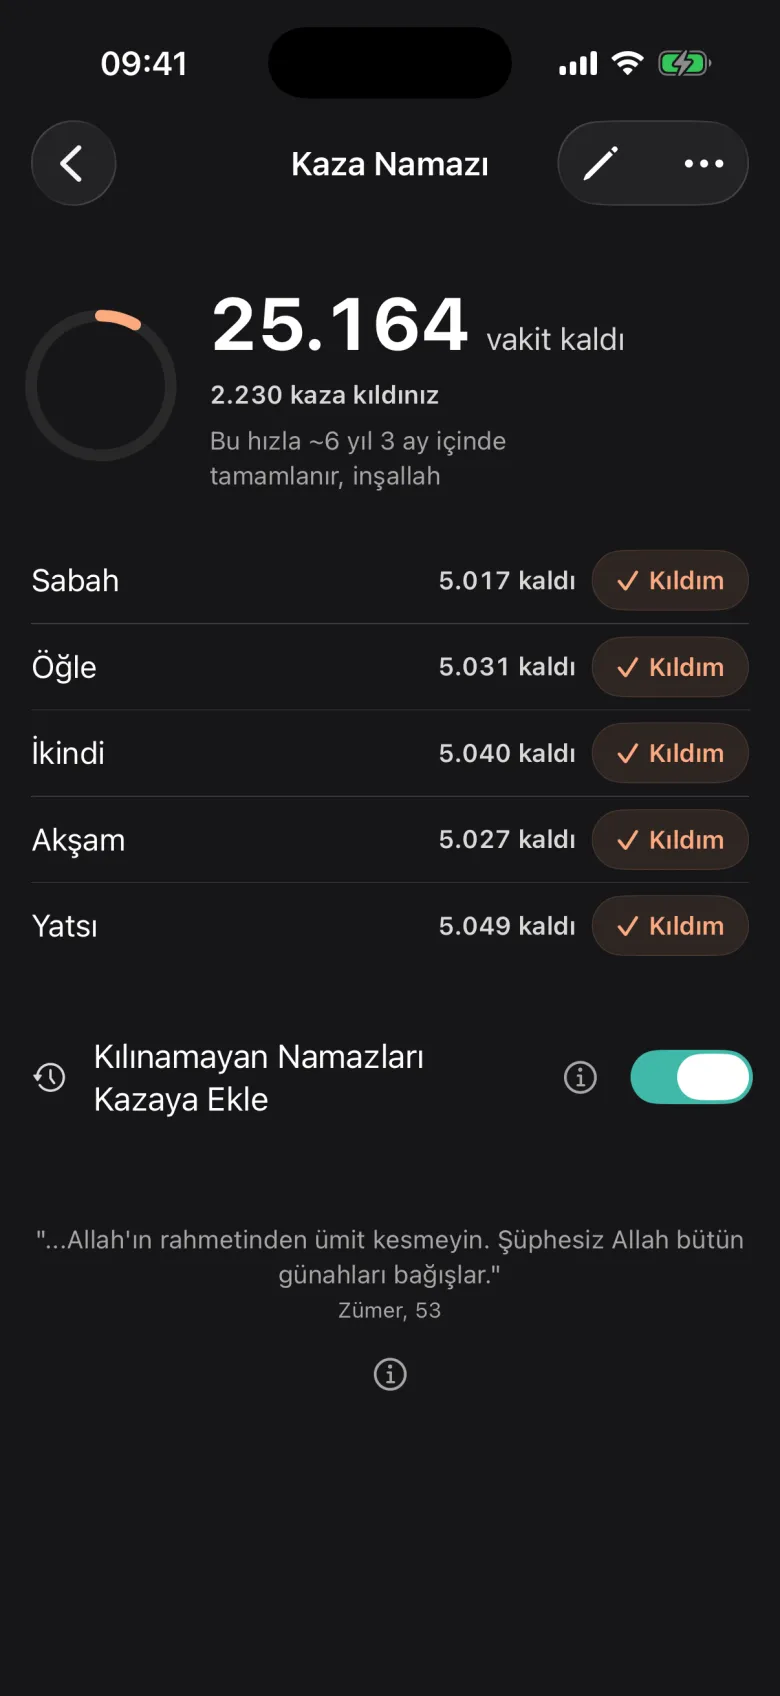 09:41
Kaza Namazı
25.164 vakit kaldı
2.230 kaza kıldınız
Bu hızla ~6 yıl 3 ay içinde
tamamlanır, inşallah
Sabah 5.017 kaldı Kıldım
Öğle 5.031 kaldı Kıldım
İkindi 5.040 kaldı Kıldım
Akşam 5.027 kaldı Kıldım
Yatsı 5.049 kaldı Kıldım
Kılınamayan Namazları
Kazaya Ekle
"...Allah'ın rahmetinden ümit kesmeyin. Şüphesiz Allah bütün
günahları bağışlar."
Zümer, 53